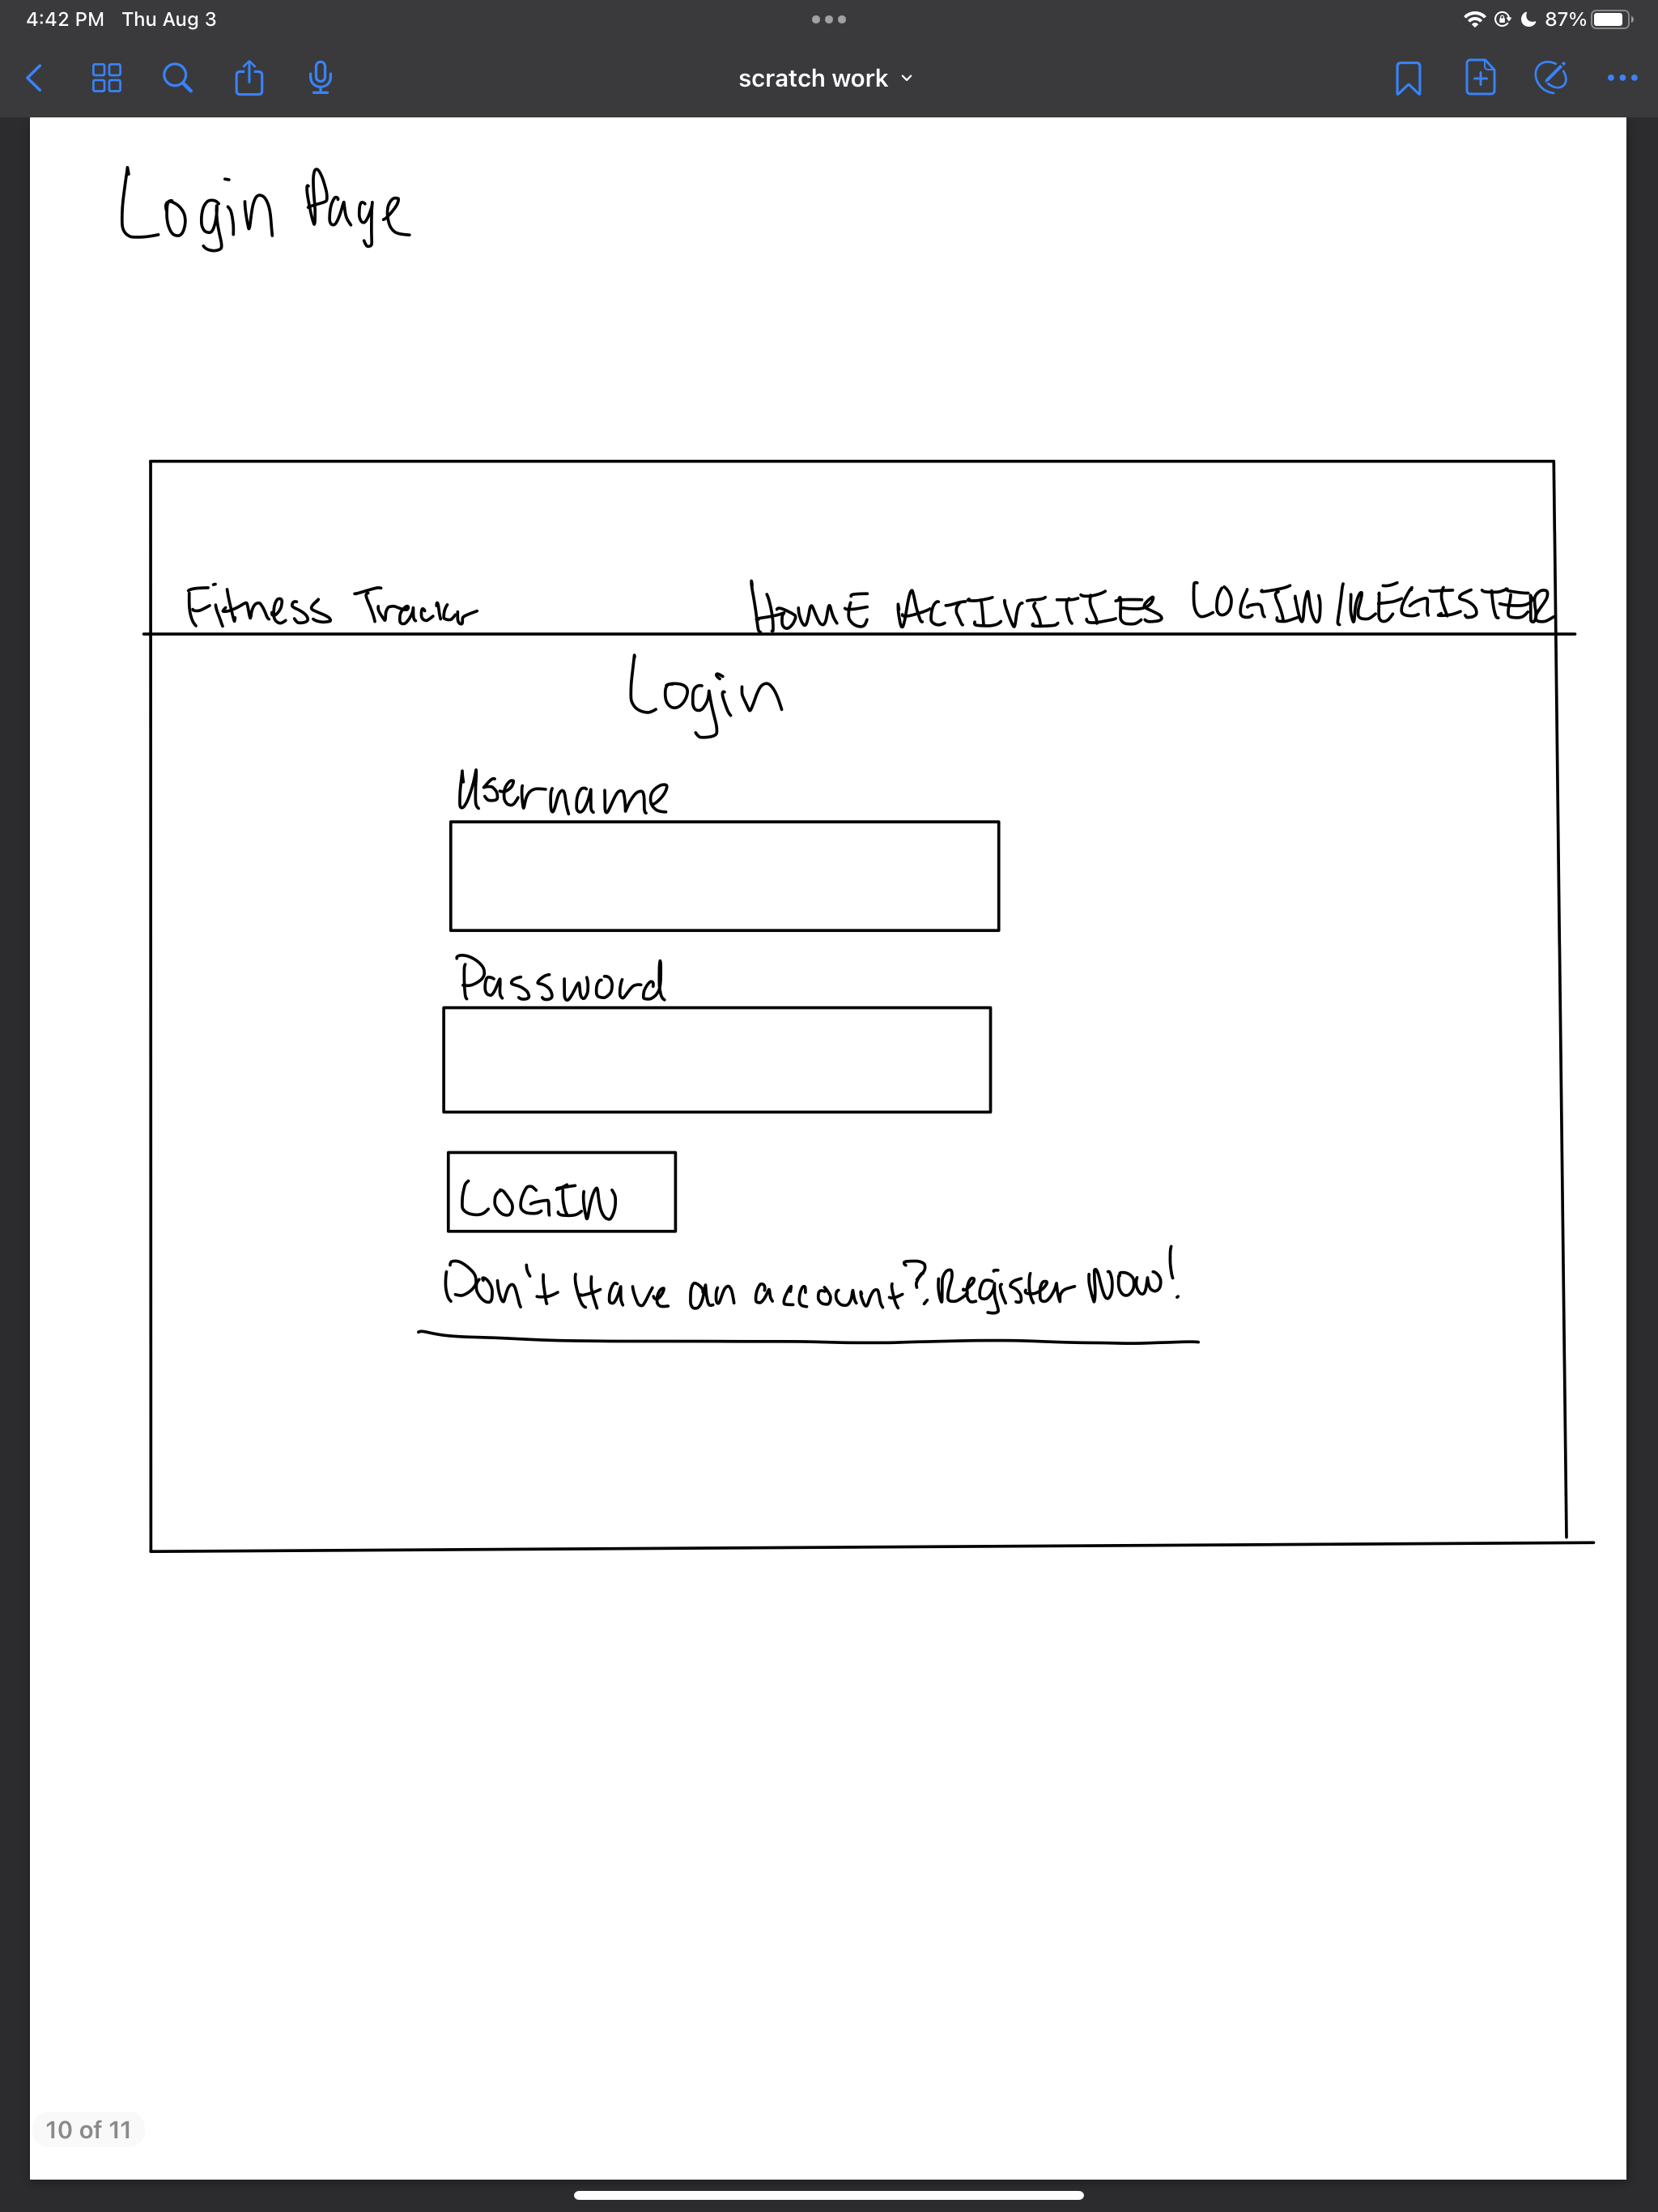 4:42 PM Thu Aug 3
87%
scratch work
Login Page
Fitness Tracker HOME ACTIVITIES LOGIN/REGISTER
Login
Username
Password
LOGIN
Don't Have an account? Register Now!
10 of 11